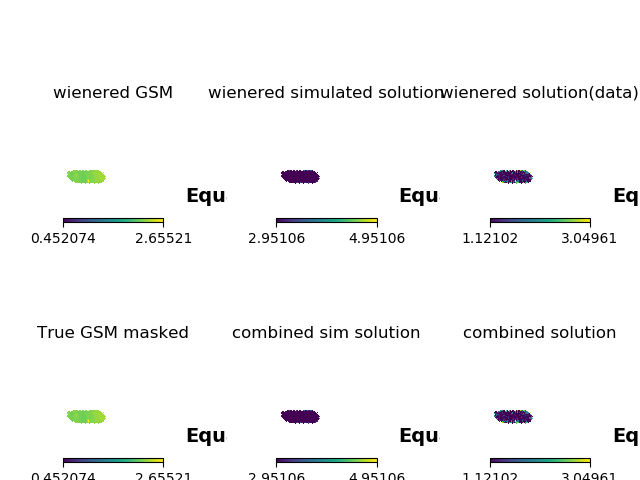 wienered GSM wienered simulated solution wienered solution(data)
Equ Equ Eq
0.452074 2.65521 2.95106 4.95106 1.12102 3.04961
True GSM masked combined sim solution combined solution
Equ Equ Eq
0.452074 2.65521 2.95106 4.95106 1.12102 3.04961